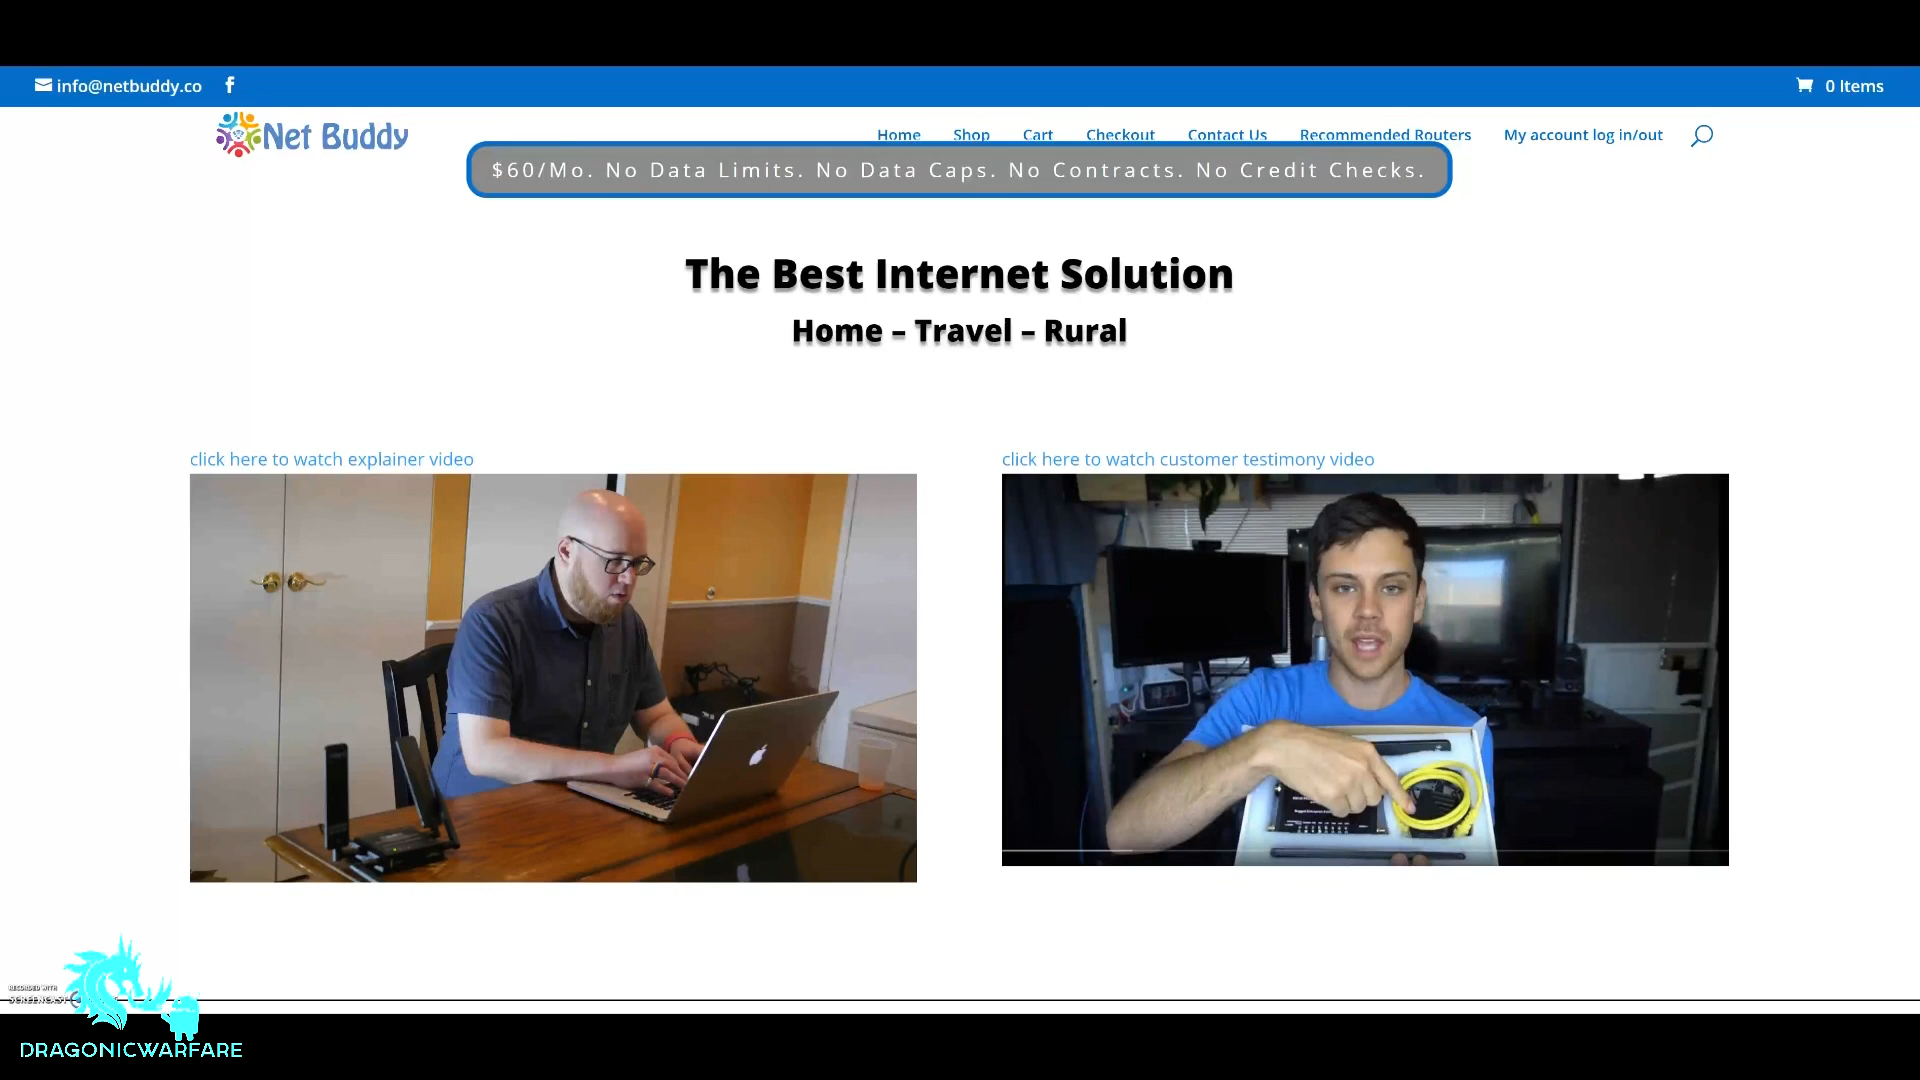 info@netbuddy.co
0 Items
Net Buddy
Home Shop Cart Checkout Contact Us Recommended Routers My account log in/out
$60/Mo. No Data Limits. No Data Caps. No Contracts. No Credit Checks.
The Best Internet Solution
Home – Travel – Rural
click here to watch explainer video
click here to watch customer testimony video
RECORDED WITH
DRAGONICWARFARE